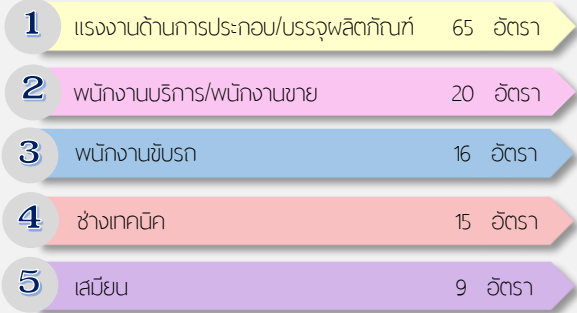 1 แรงงานด้านการประกอบ/บรรจุผลิตภัณฑ์ 65 อัตรา
2 พนักงานบริการ/พนักงานขาย 20 อัตรา
3 พนักงานขับรถ 16 อัตรา
4 ช่างเทคนิค 15 อัตรา
5 เสมียน 9 อัตรา